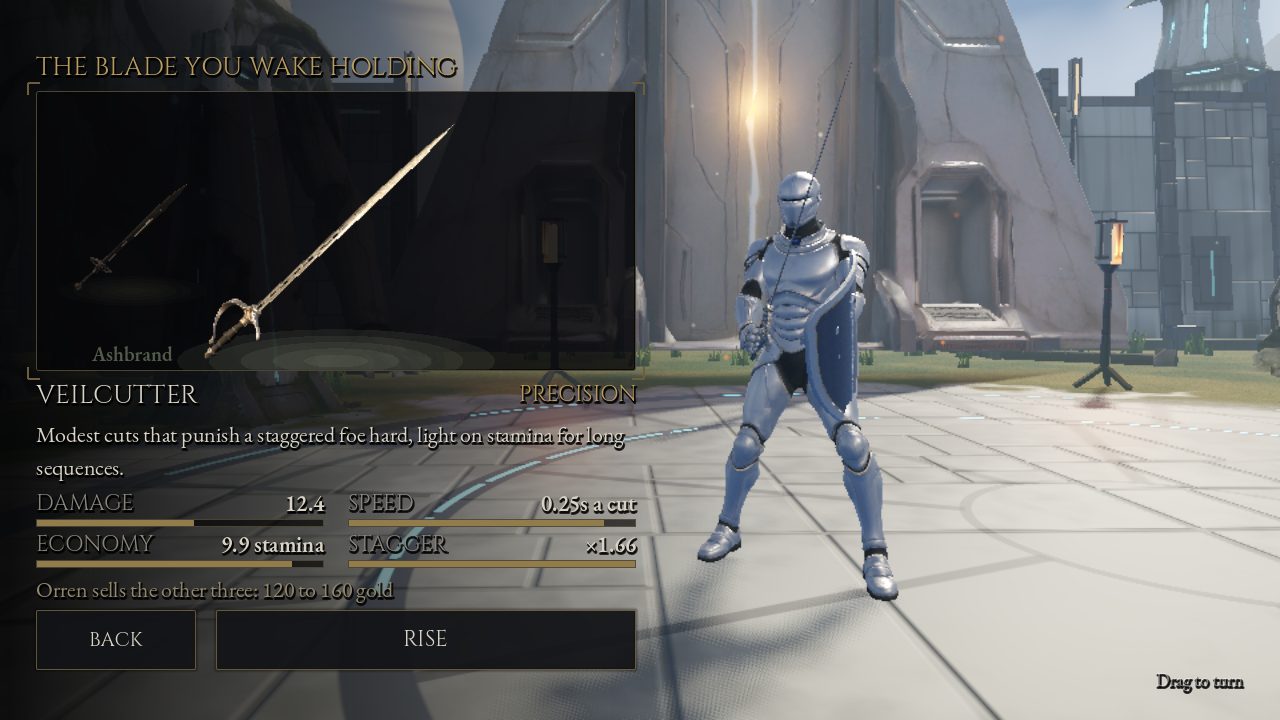 THE BLADE YOU WAKE HOLDING
Ashbrand
VEILCUTTER PRECISION
Modest cuts that punish a staggered foe hard, light on stamina for long
sequences.
DAMAGE 12.4 SPEED 0.25s a cut
ECONOMY 9.9 stamina STAGGER ×1.66
Orren sells the other three: 120 to 160 gold
BACK RISE
Drag to turn